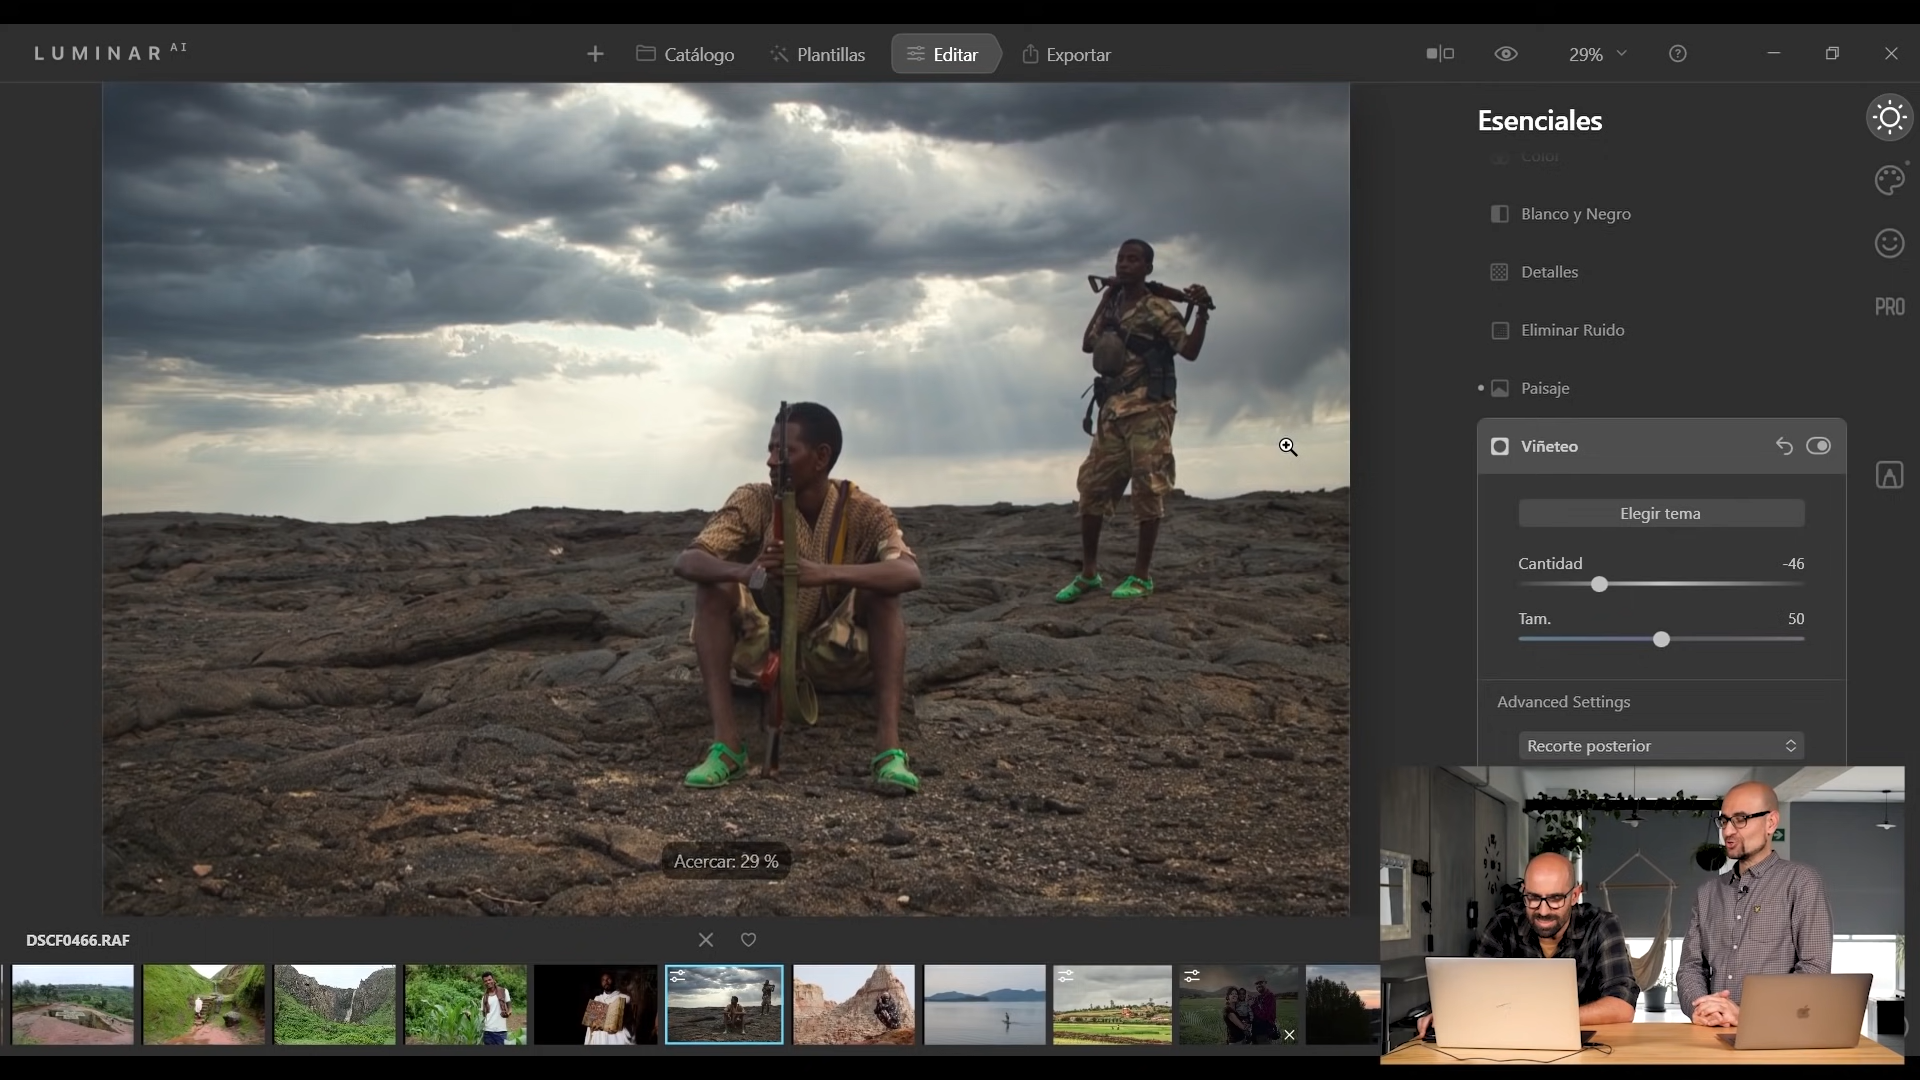 LUMINAR AI
Catálogo
Plantillas
Editar
Exportar
29%
Esenciales
Color
Blanco y Negro
Detalles
Eliminar Ruido
PRO
Paisaje
Viñeteo
Elegir tema
Cantidad -46
Tam. 50
Advanced Settings
Recorte posterior
Acercar: 29 %
DSCF0466.RAF